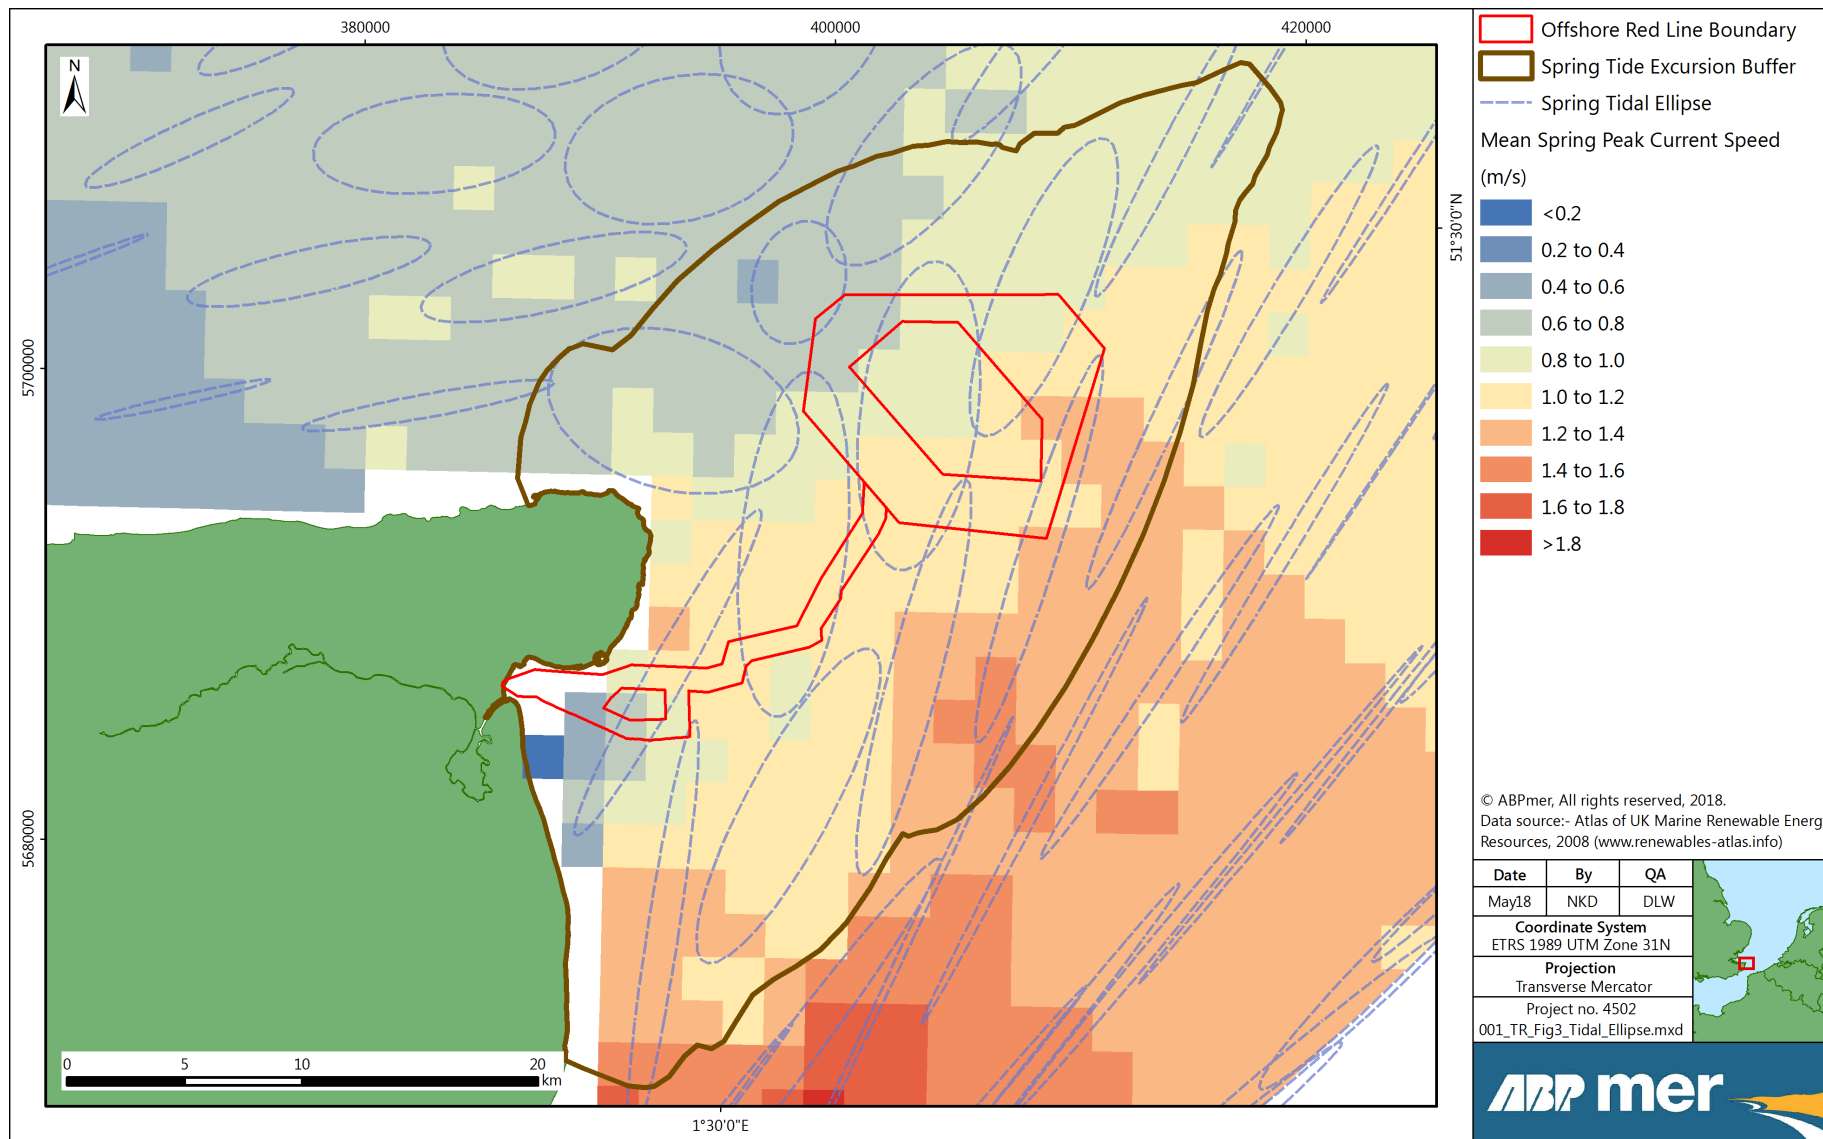 380000
400000
420000
N
5700000
5680000
51°30'0"N
1°30'0"E
0
5
10
20
km
Offshore Red Line Boundary
Spring Tide Excursion Buffer
Spring Tidal Ellipse
Mean Spring Peak Current Speed
(m/s)
<0.2
0.2 to 0.4
0.4 to 0.6
0.6 to 0.8
0.8 to 1.0
1.0 to 1.2
1.2 to 1.4
1.4 to 1.6
1.6 to 1.8
>1.8
© ABPmer, All rights reserved, 2018.
Data source:- Atlas of UK Marine Renewable Energ
Resources, 2008 (www.renewables-atlas.info)
Date By QA
May18 NKD DLW
Coordinate System
ETRS 1989 UTM Zone 31N
Projection
Transverse Mercator
Project no. 4502
001_TR_Fig3_Tidal_Ellipse.mxd
ABP mer